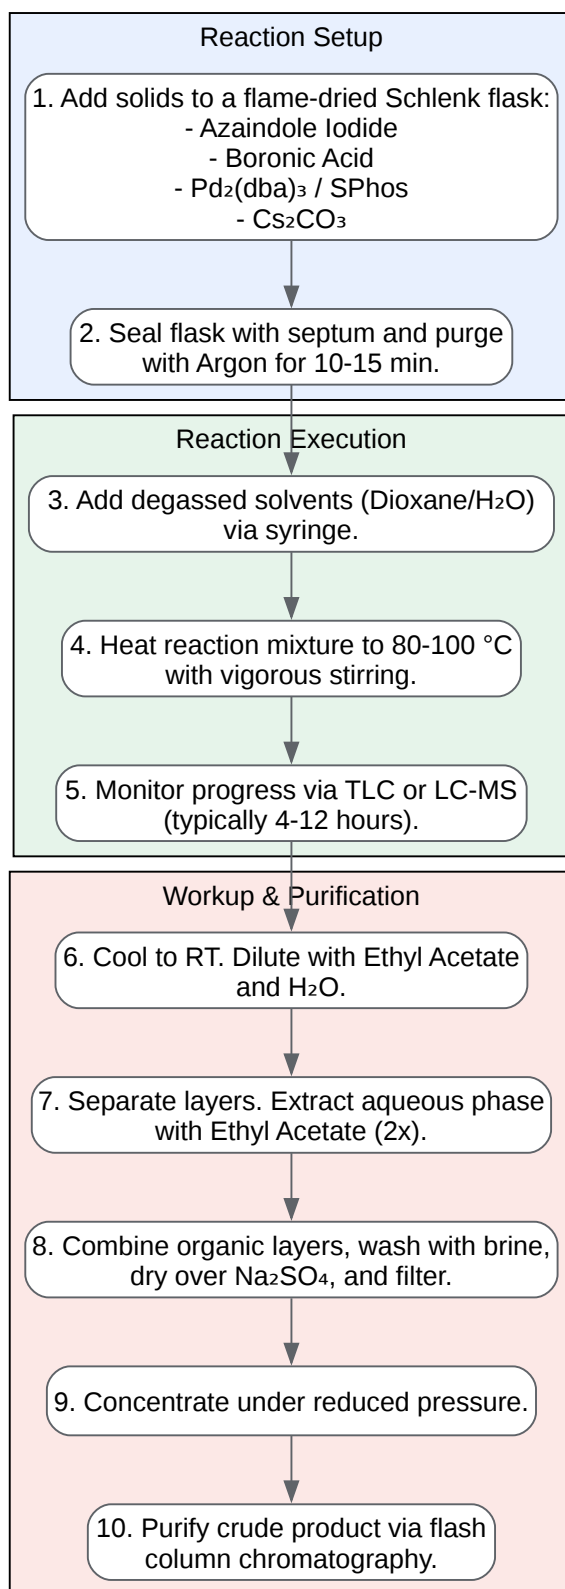 Reaction Setup
1. Add solids to a flame-dried Schlenk flask:
- Azaindole Iodide
- Boronic Acid
- Pd₂(dba)₃ / SPhos
- Cs₂CO₃
2. Seal flask with septum and purge
with Argon for 10-15 min.
Reaction Execution
3. Add degassed solvents (Dioxane/H₂O)
via syringe.
4. Heat reaction mixture to 80-100 °C
with vigorous stirring.
5. Monitor progress via TLC or LC-MS
(typically 4-12 hours).
Workup & Purification
6. Cool to RT. Dilute with Ethyl Acetate
and H₂O.
7. Separate layers. Extract aqueous phase
with Ethyl Acetate (2x).
8. Combine organic layers, wash with brine,
dry over Na₂SO₄, and filter.
9. Concentrate under reduced pressure.
10. Purify crude product via flash
column chromatography.